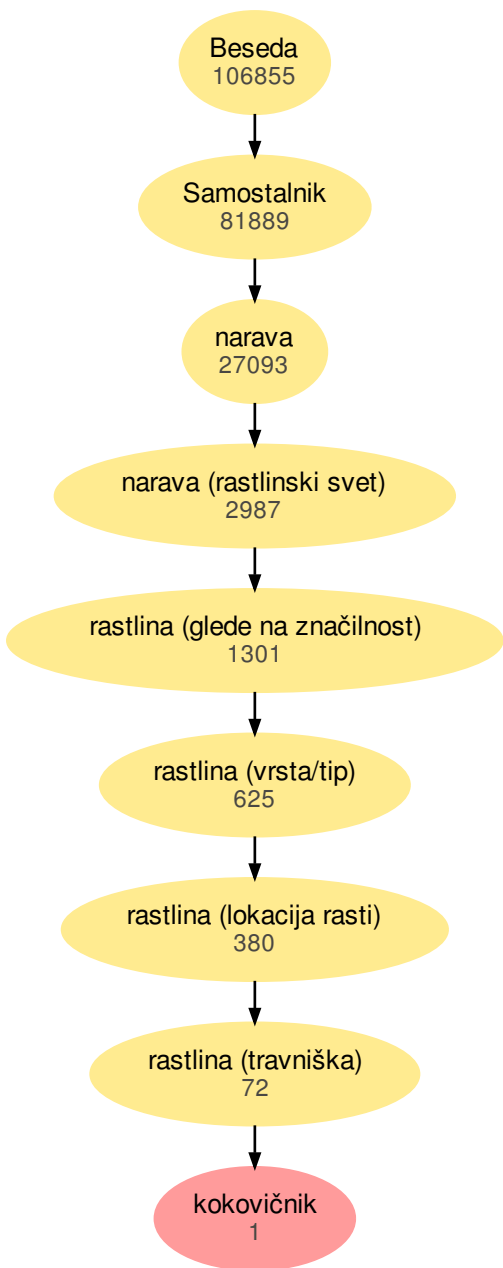 Beseda
106855
Samostalnik
81889
narava
27093
narava (rastlinski svet)
2987
rastlina (glede na značilnost)
1301
rastlina (vrsta/tip)
625
rastlina (lokacija rasti)
380
rastlina (travniška)
72
kokovičnik
1